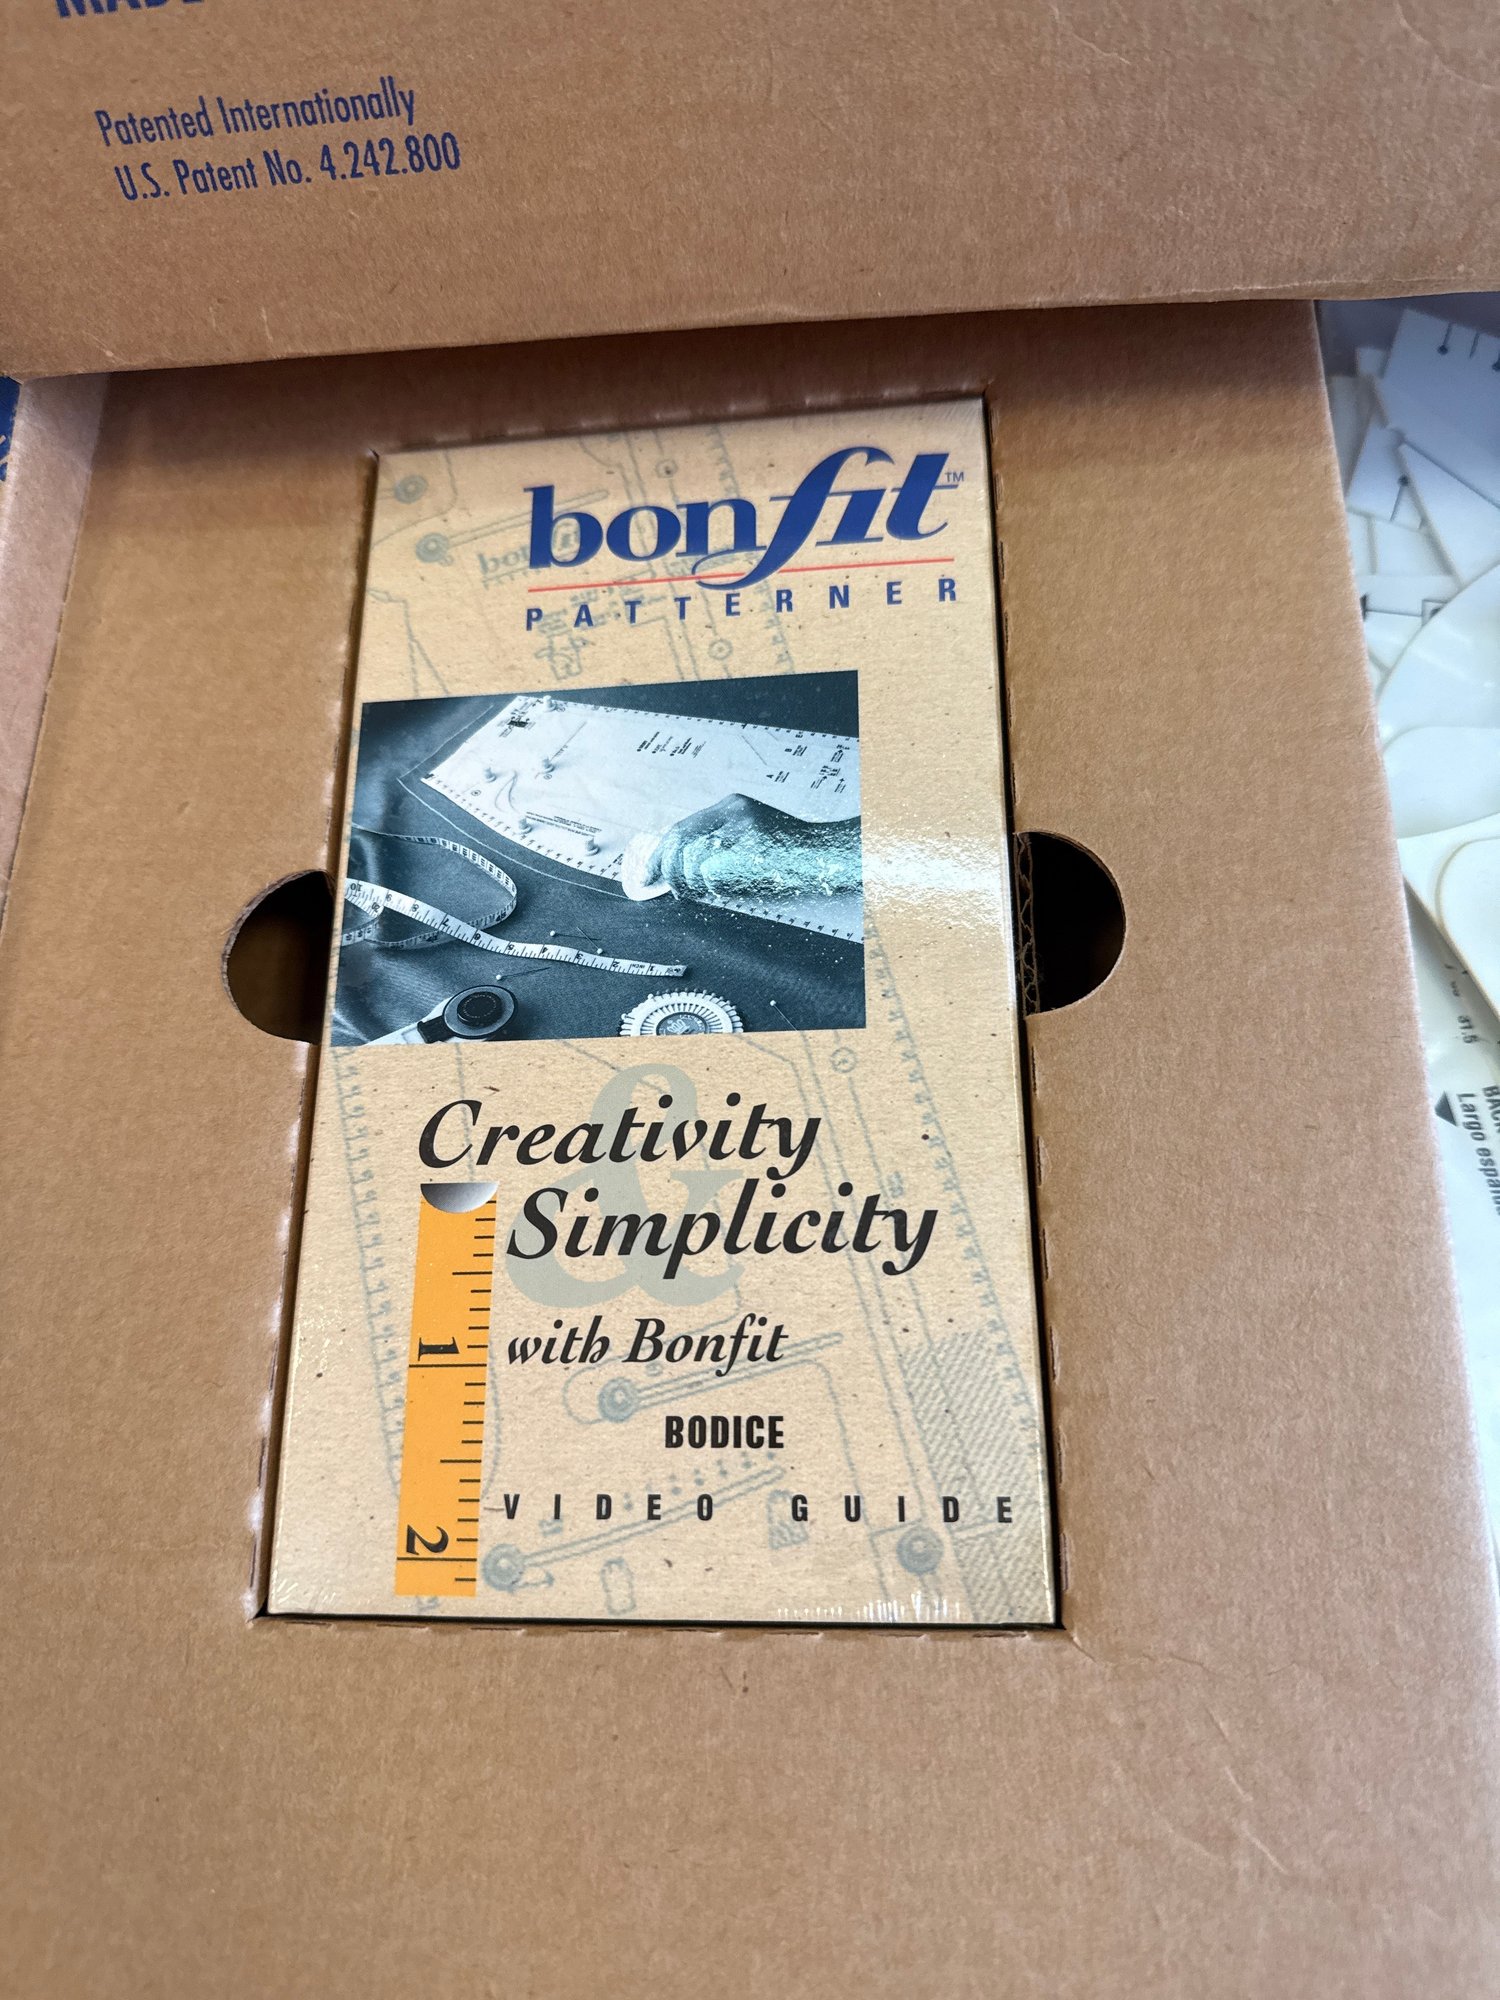 Patented Internationally
U.S. Patent No. 4.242.800
bonfit™
PATTERNER
Creativity
&
Simplicity
with Bonfit
BODICE
VIDEO GUIDE
1
2
Largo